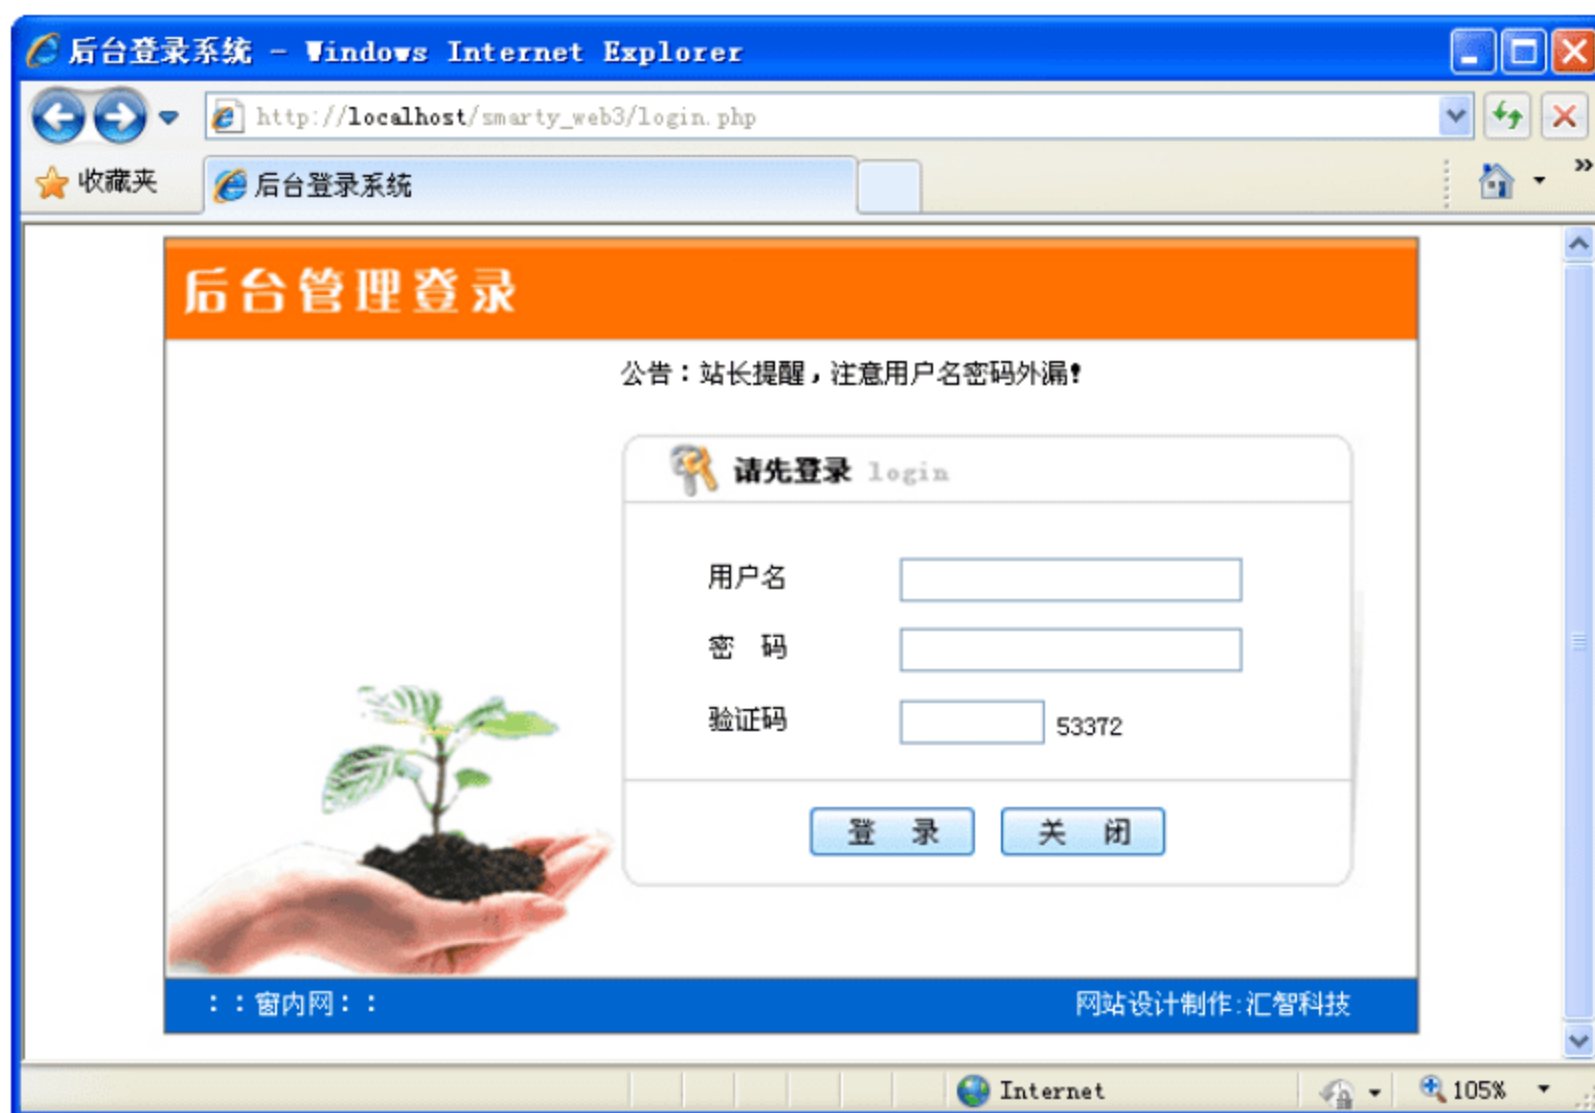 后台登录系统 - Windows Internet Explorer
http://localhost/smarty_web3/login.php
收藏夹
后台登录系统
»
后台管理登录
公告：站长提醒，注意用户名密码外漏！
请先登录 login
用户名
密 码
验证码 53372
登 录 关 闭
：：窗内网：： 网站设计制作:汇智科技
Internet 105%